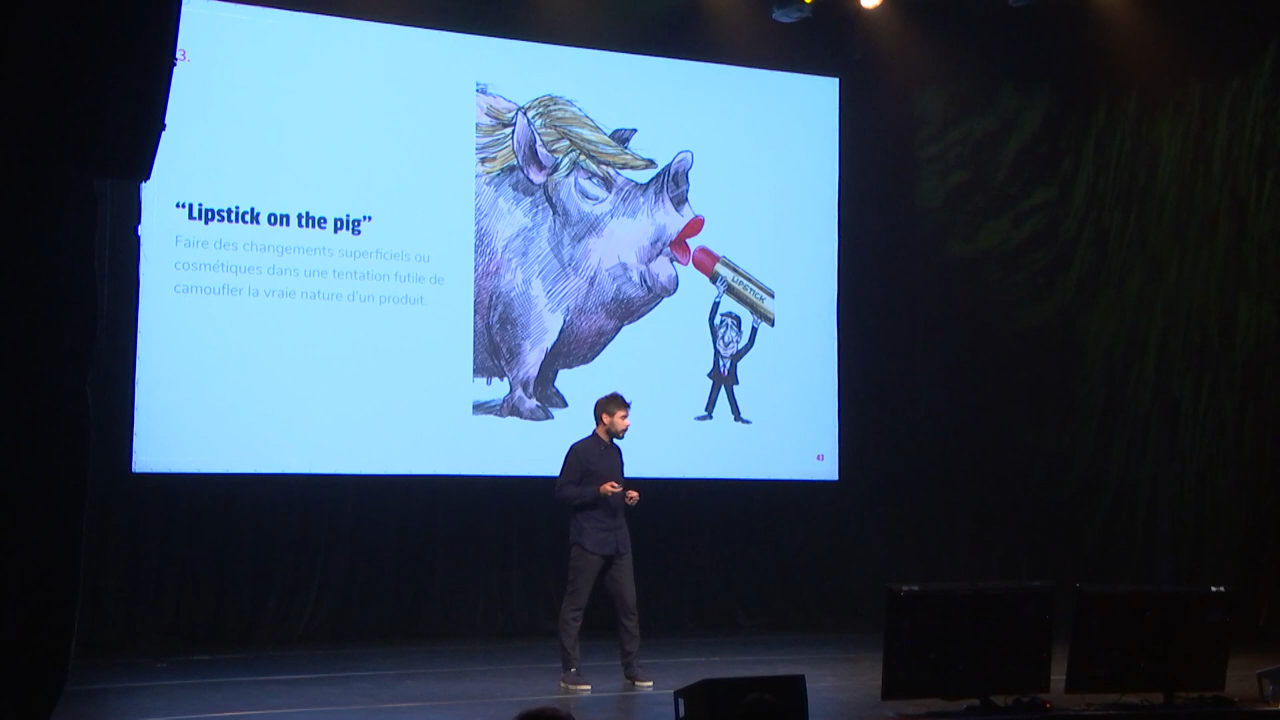 3.
“Lipstick on the pig”
Faire des changements superficiels ou
cosmétiques dans une tentation futile de
camoufler la vraie nature d'un produit.
LIPSTICK
43